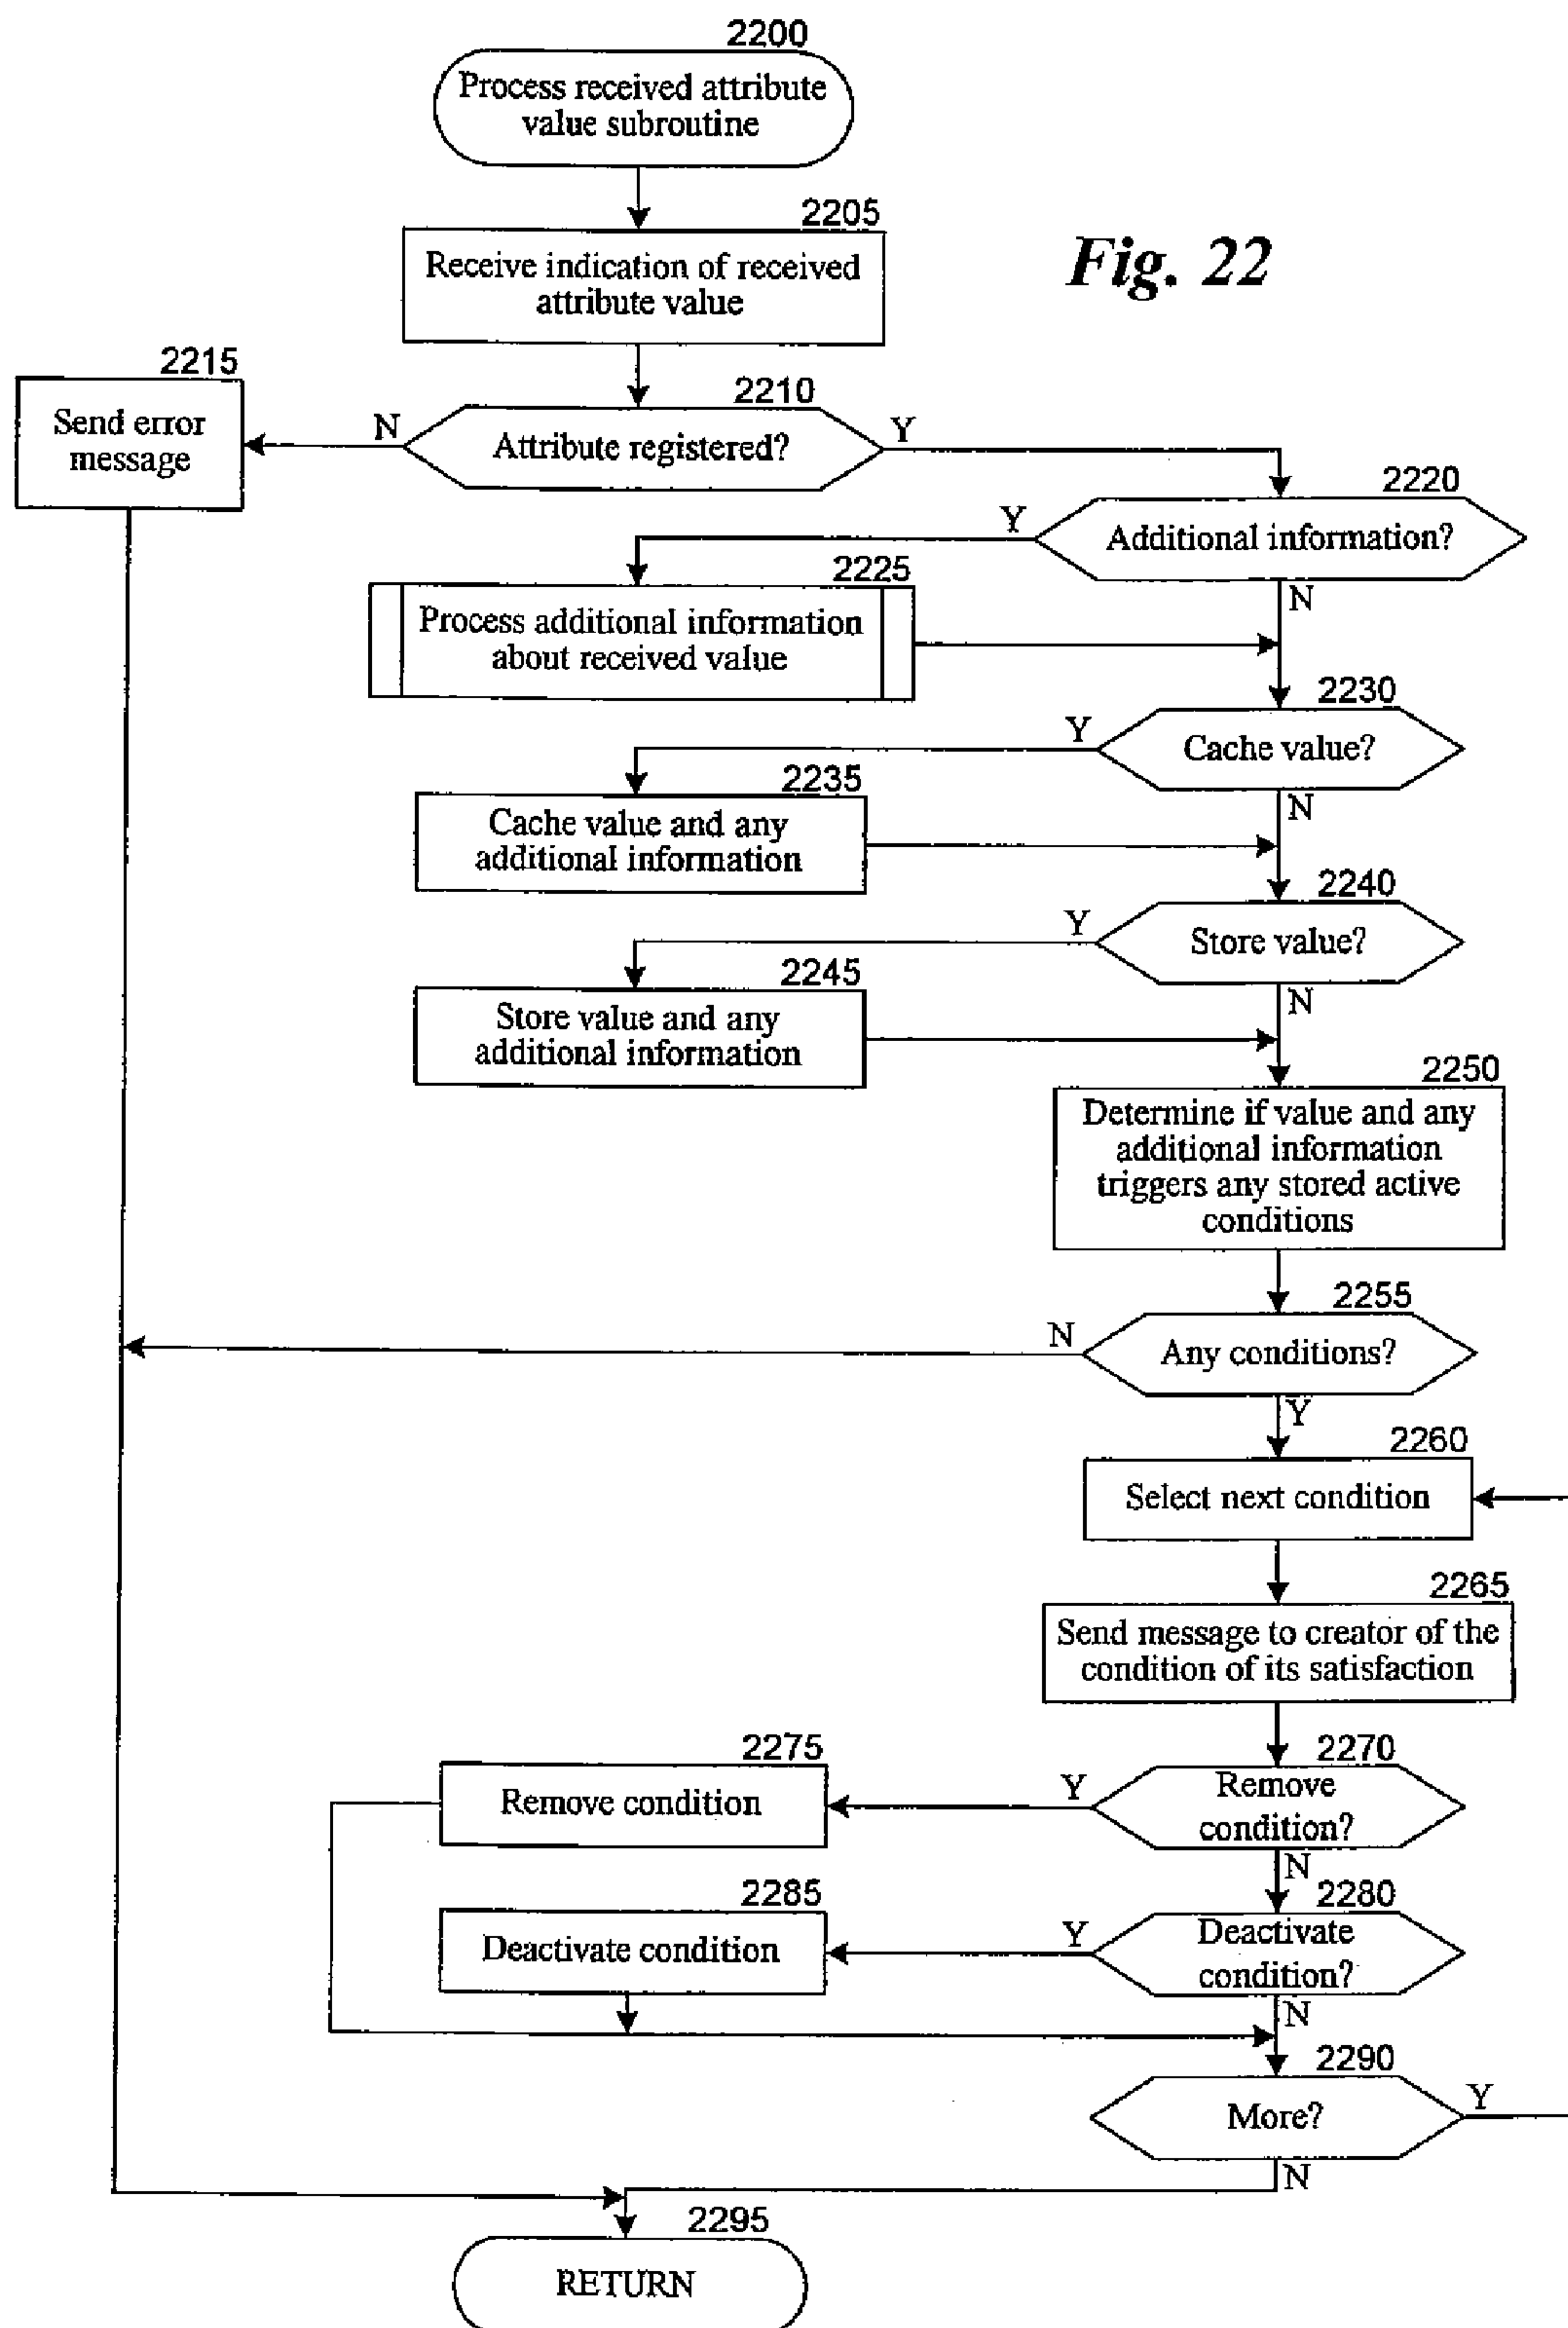 2200
Process received attribute
value subroutine
2205
Receive indication of received
attribute value
Fig. 22
2215
Send error
message
2210
N
Attribute registered?
Y
2220
Y
Additional information?
N
2225
Process additional information
about received value
2230
Y
Cache value?
N
2235
Cache value and any
additional information
2240
Y
Store value?
N
2245
Store value and any
additional information
2250
Determine if value and any
additional information
triggers any stored active
conditions
2255
N
Any conditions?
Y
2260
Select next condition
2265
Send message to creator of the
condition of its satisfaction
2270
Y
Remove
condition?
N
2275
Remove condition
2280
Y
Deactivate
condition?
N
2285
Deactivate condition
2290
More?
Y
N
2295
RETURN